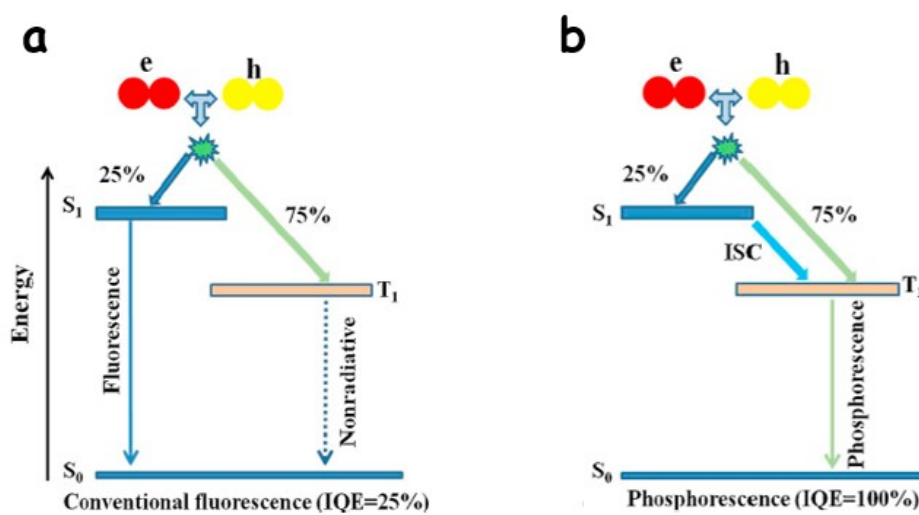 a
e
h
25%
S1
75%
T1
Energy
Fluorescence
Nonradiative
S0
Conventional fluorescence (IQE=25%)
b
e
h
25%
S1
75%
ISC
T1
Phosphorescence
S0
Phosphorescence (IQE=100%)